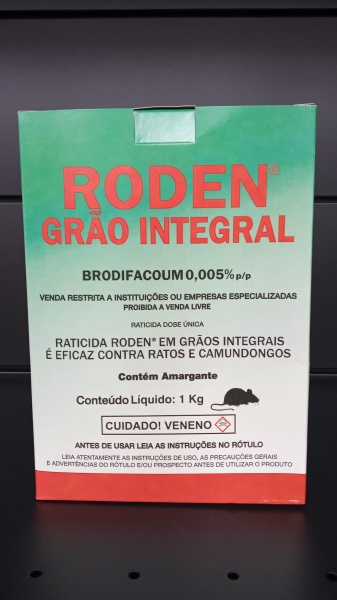 RODEN®
GRÃO INTEGRAL
BRODIFACOUM 0,005% p/p
VENDA RESTRITA A INSTITUIÇÕES OU EMPRESAS ESPECIALIZADAS
PROIBIDA A VENDA LIVRE
RATICIDA DOSE ÚNICA
RATICIDA RODEN® EM GRÃOS INTEGRAIS
É EFICAZ CONTRA RATOS E CAMUNDONGOS
Contém Amargante
Conteúdo Líquido: 1 Kg
CUIDADO! VENENO
ANTES DE USAR LEIA AS INSTRUÇÕES NO RÓTULO
LEIA ATENTAMENTE AS INSTRUÇÕES DE USO, AS PRECAUÇÕES GERAIS
E ADVERTÊNCIAS DO RÓTULO E/OU PROSPECTO ANTES DE UTILIZAR O PRODUTO